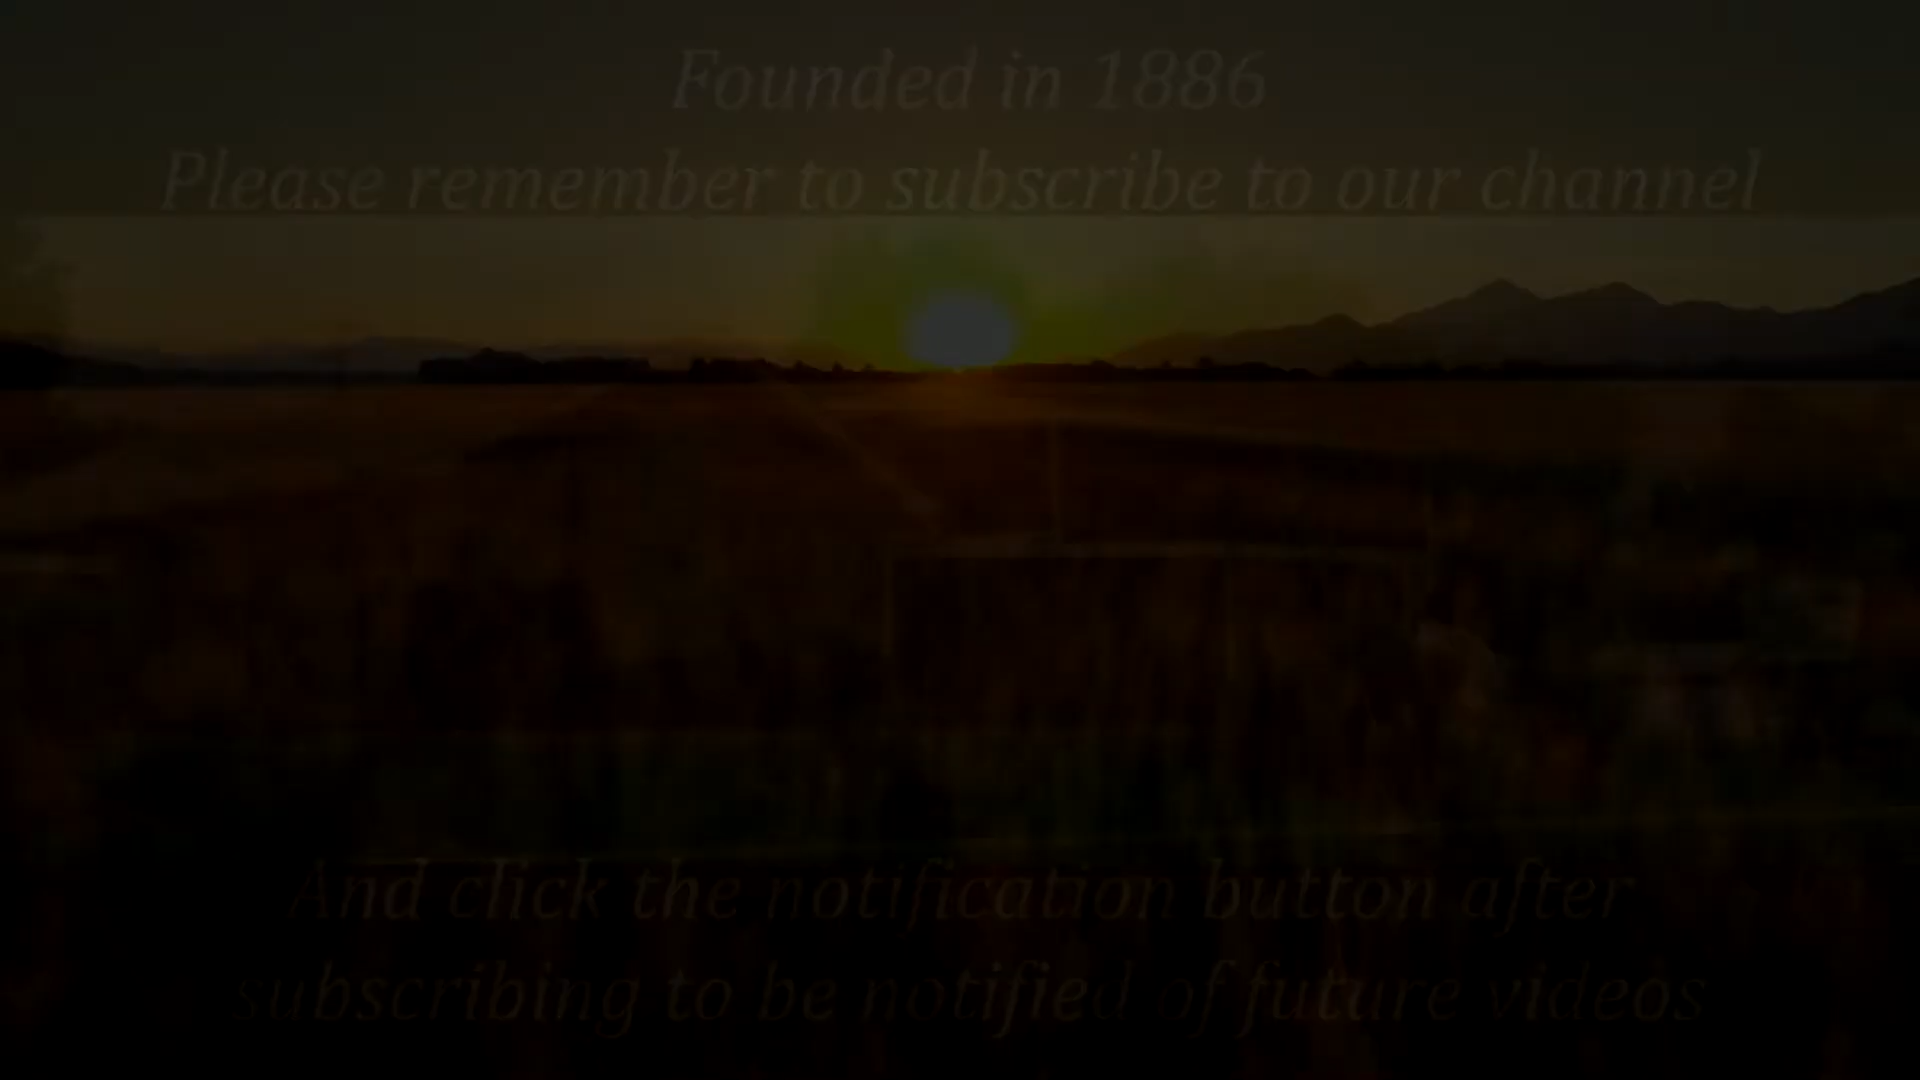 Founded in 1886
Please remember to subscribe to our channel
And click the notification button after
subscribing to be notified of future videos